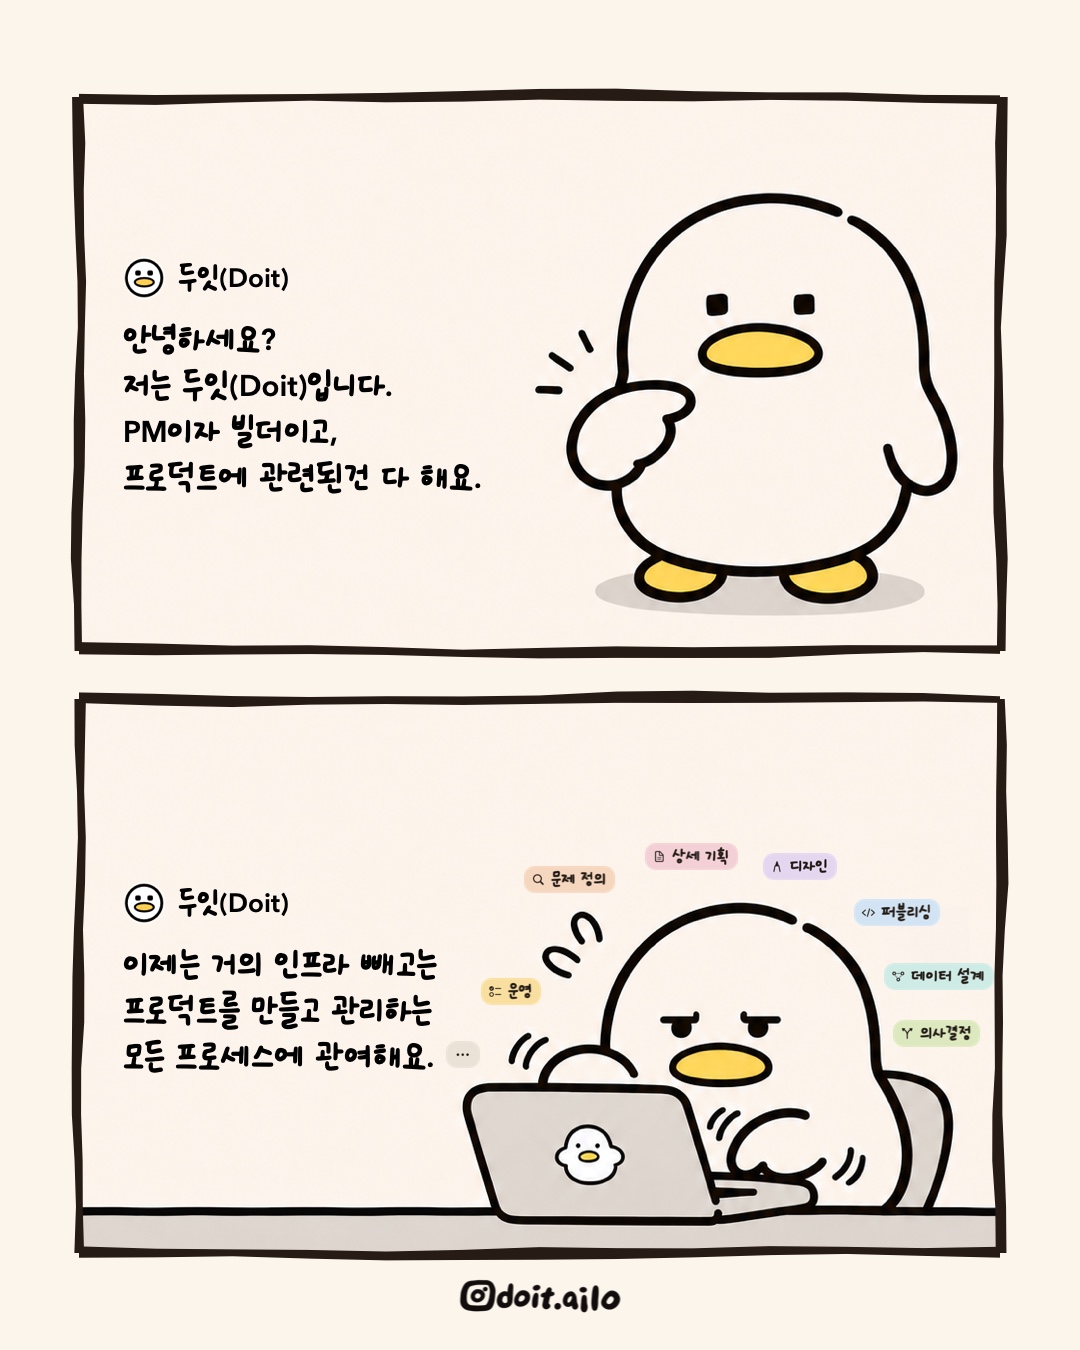 두잇(Doit)
안녕하세요?
저는 두잇(Doit)입니다.
PM이자 빌더이고,
프로덕트에 관련된건 다 해요.
두잇(Doit)
이제는 거의 인프라 빼고는
프로덕트를 만들고 관리하는
모든 프로세스에 관여해요.
...
운영
문제 정의
상세 기획
디자인
</> 퍼블리싱
데이터 설계
의사결정
doit.ailo